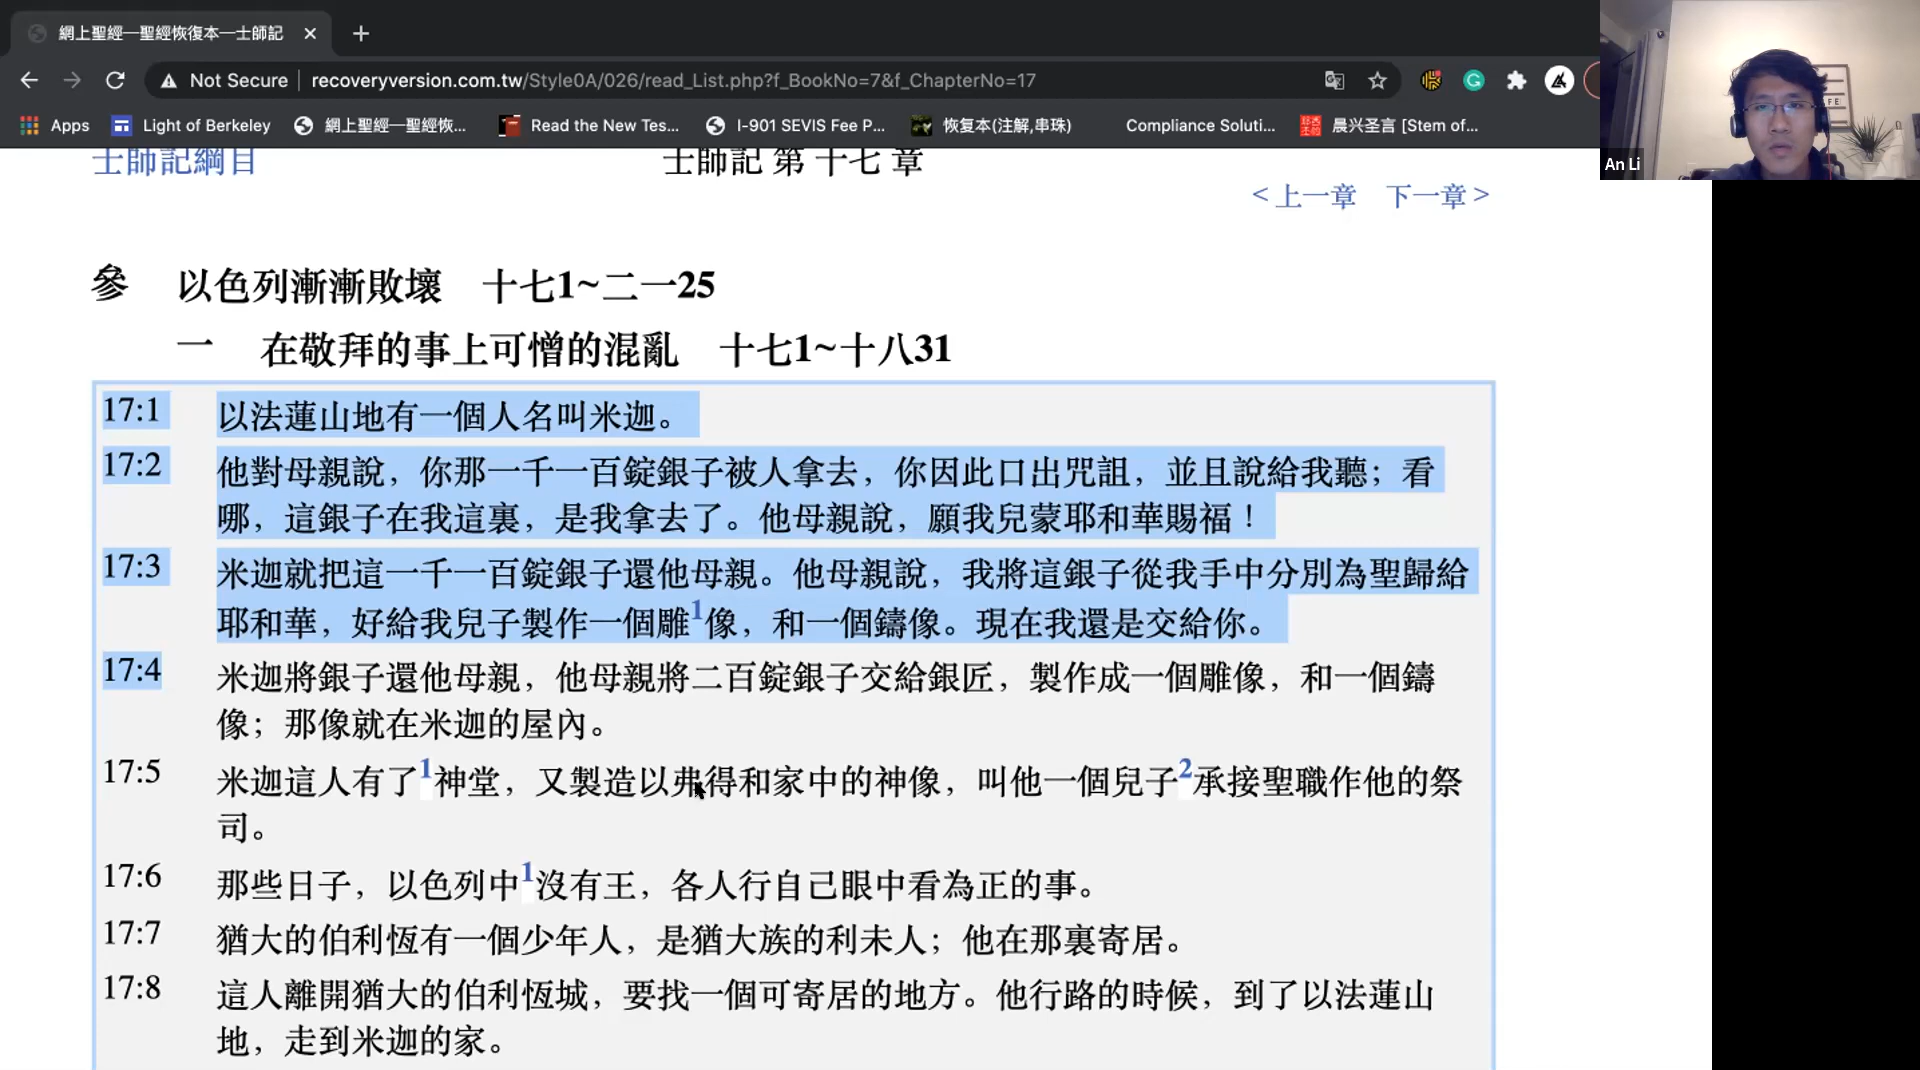 網上聖經─聖經恢復本─士師記
Not Secure recoveryversion.com.tw/Style0A/026/read_List.php?f_BookNo=7&f_ChapterNo=17
Apps Light of Berkeley 網上聖經─聖經恢... Read the New Tes... I-901 SEVIS Fee P... 恢复本(注解,串珠) Compliance Soluti... 晨兴圣言 [Stem of...
An Li
士師記綱目 士師記 第 十七 章
< 上一章 下一章 >
參 以色列漸漸敗壞 十七1~二一25
一 在敬拜的事上可憎的混亂 十七1~十八31
17:1 以法蓮山地有一個人名叫米迦。
17:2 他對母親說，你那一千一百錠銀子被人拿去，你因此口出咒詛，並且說給我聽；看
哪，這銀子在我這裏，是我拿去了。他母親說，願我兒蒙耶和華賜福！
17:3 米迦就把這一千一百錠銀子還他母親。他母親說，我將這銀子從我手中分別為聖歸給
耶和華，好給我兒子製作一個雕1像，和一個鑄像。現在我還是交給你。
17:4 米迦將銀子還他母親，他母親將二百錠銀子交給銀匠，製作成一個雕像，和一個鑄
像；那像就在米迦的屋內。
17:5 米迦這人有了1神堂，又製造以弗得和家中的神像，叫他一個兒子2承接聖職作他的祭
司。
17:6 那些日子，以色列中1沒有王，各人行自己眼中看為正的事。
17:7 猶大的伯利恆有一個少年人，是猶大族的利未人；他在那裏寄居。
17:8 這人離開猶大的伯利恆城，要找一個可寄居的地方。他行路的時候，到了以法蓮山
地，走到米迦的家。